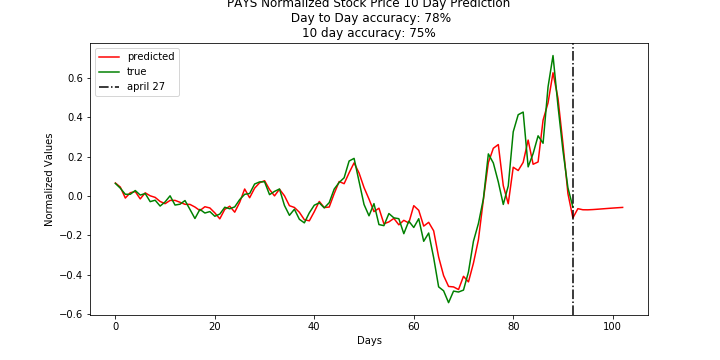 PAYS Normalized Stock Price 10 Day Prediction
Day to Day accuracy: 78%
10 day accuracy: 75%
predicted
true
april 27
Normalized Values
0.6
0.4
0.2
0.0
−0.2
−0.4
−0.6
0
20
40
60
80
100
Days